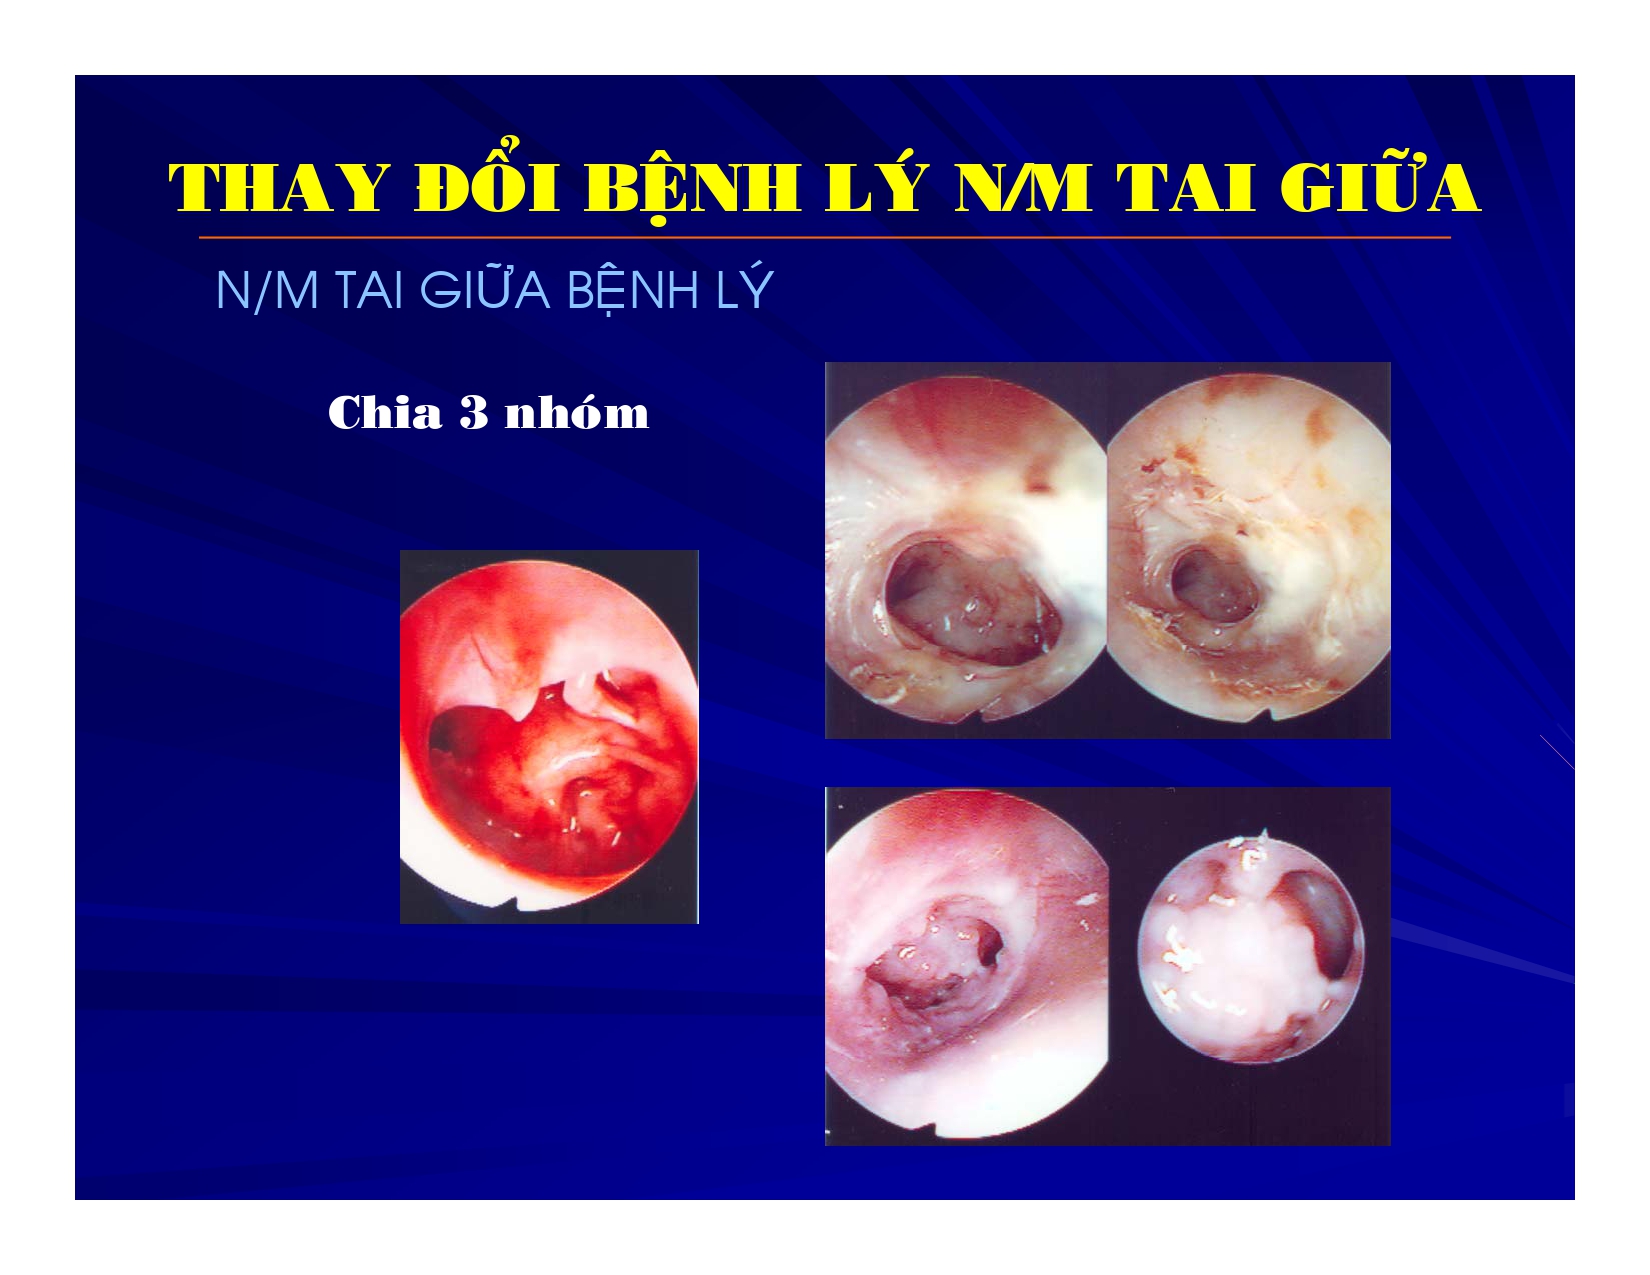 THAY ĐỔI BỆNH LÝ N/M TAI GIỮA
N/M TAI GIỮA BỆNH LÝ
Chia 3 nhóm